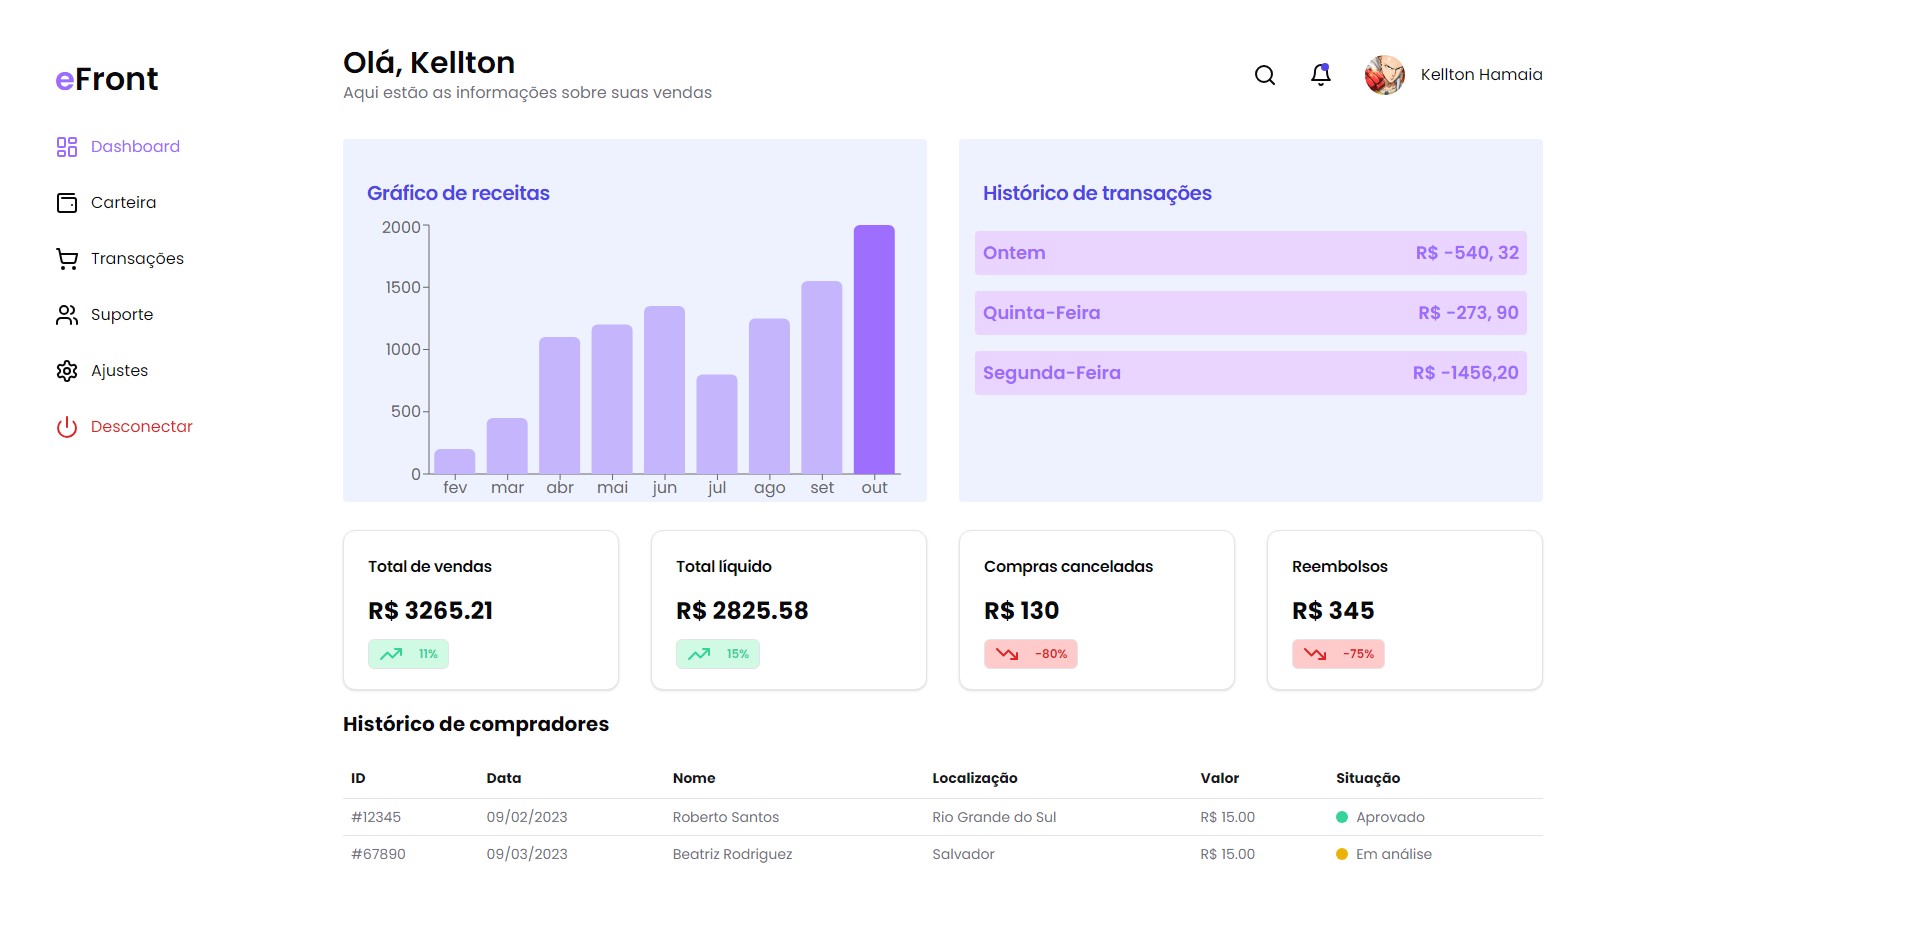 eFront
Dashboard
Carteira
Transações
Suporte
Ajustes
Desconectar
Olá, Kellton
Aqui estão as informações sobre suas vendas
Kellton Hamaia
Gráfico de receitas
2000
1500
1000
500
0
fev mar abr mai jun jul ago set out
Histórico de transações
Ontem R$ -540, 32
Quinta-Feira R$ -273, 90
Segunda-Feira R$ -1456,20
Total de vendas
R$ 3265.21
11%
Total líquido
R$ 2825.58
15%
Compras canceladas
R$ 130
-80%
Reembolsos
R$ 345
-75%
Histórico de compradores
ID Data Nome Localização Valor Situação
#12345 09/02/2023 Roberto Santos Rio Grande do Sul R$ 15.00 Aprovado
#67890 09/03/2023 Beatriz Rodriguez Salvador R$ 15.00 Em análise